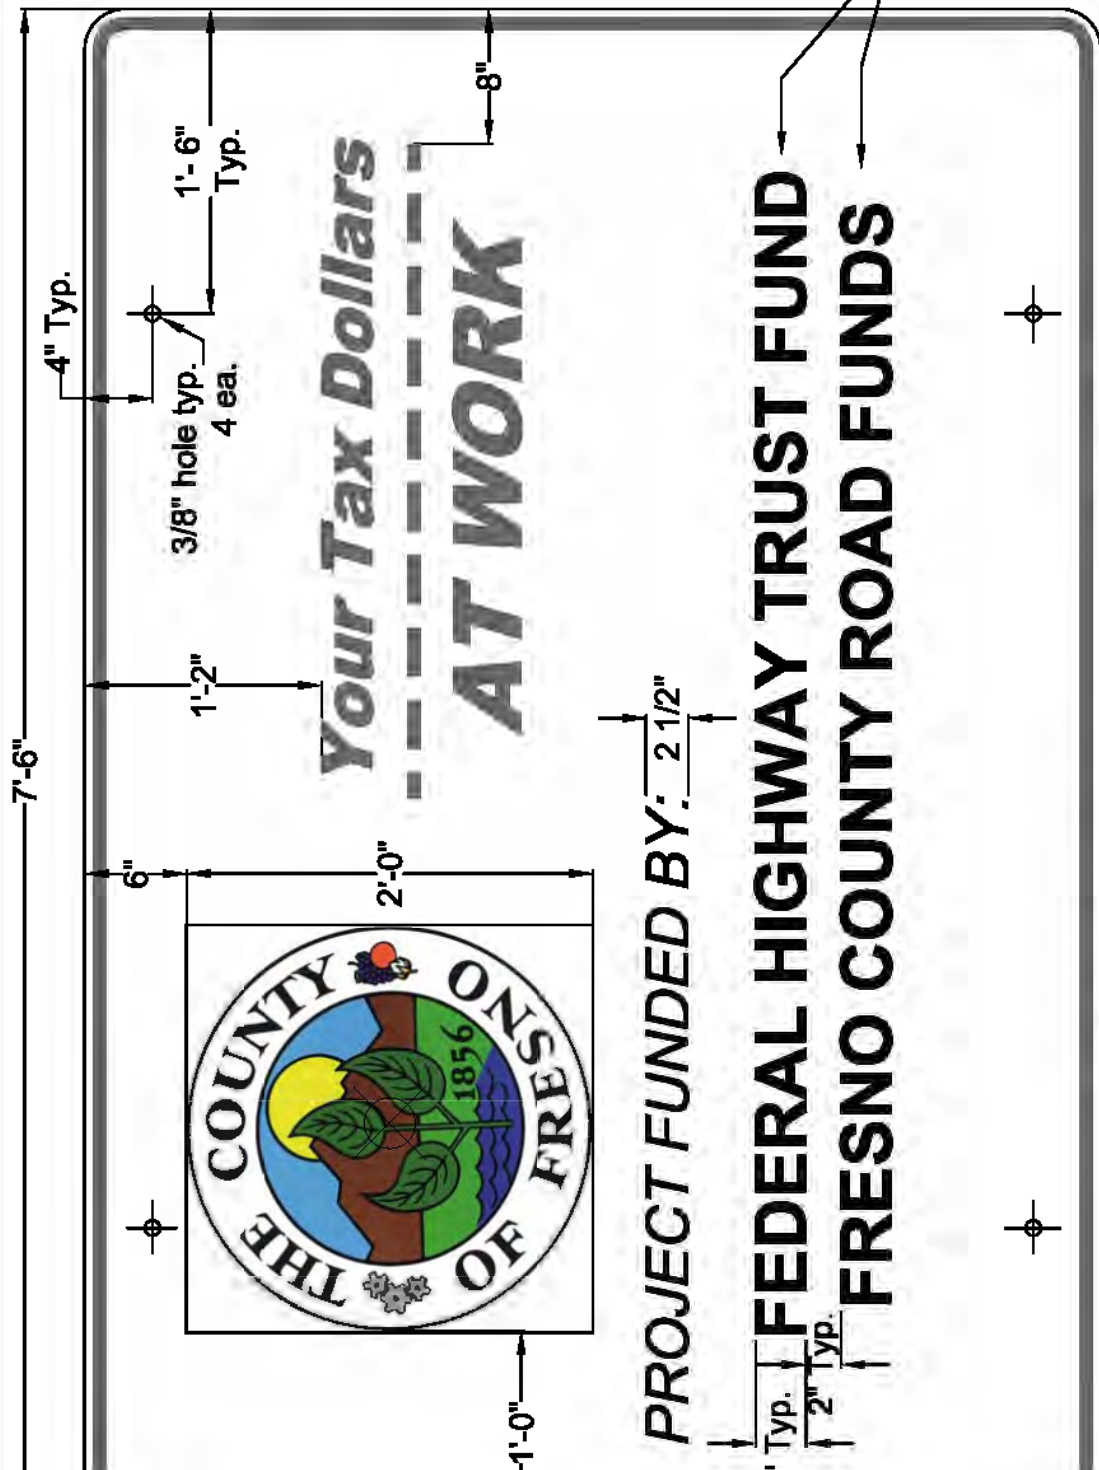 7'-6"
4" Typ.
1'- 6"
Typ.
8"
3/8" hole typ.
4 ea.
1'-2"
6"
2'-0"
Your Tax Dollars
AT WORK
THE COUNTY OF FRESNO
1856
1'-0"
PROJECT FUNDED BY:
2 1/2"
FEDERAL HIGHWAY TRUST FUND
FRESNO COUNTY ROAD FUNDS
Typ.
2" Typ.